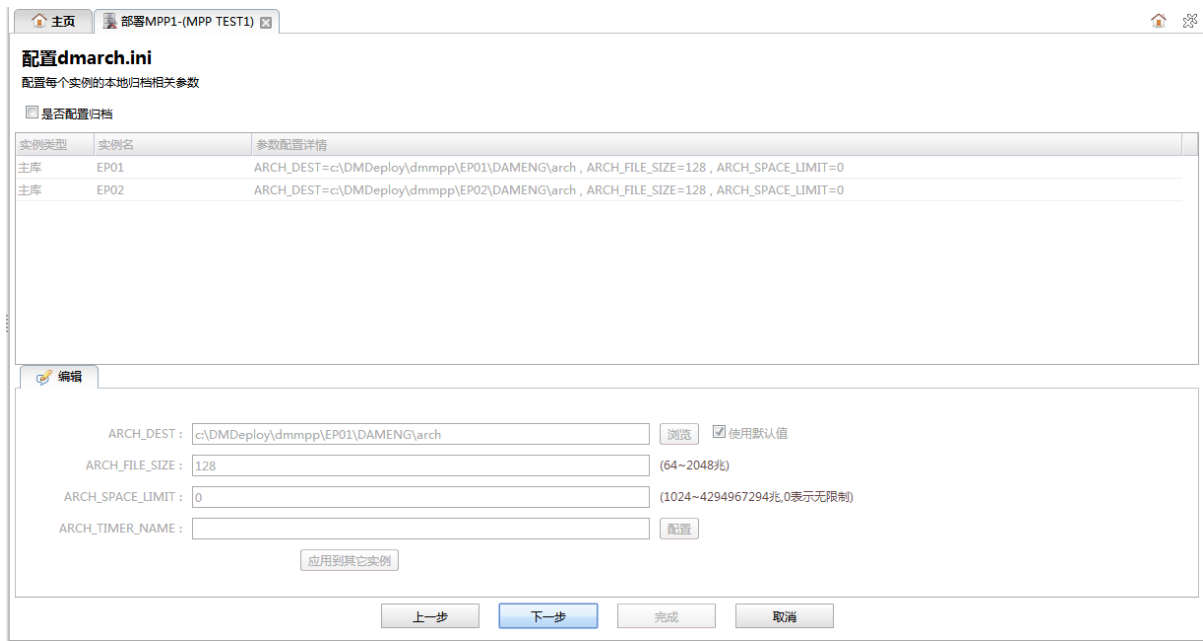 主页 部署MPP1-(MPP TEST1)
配置dmarch.ini
配置每个实例的本地归档相关参数
是否配置归档
实例类型 实例名 参数配置详情
主库 EP01 ARCH_DEST=c:\DMDeploy\dmmpp\EP01\DAMENG\arch , ARCH_FILE_SIZE=128 , ARCH_SPACE_LIMIT=0
主库 EP02 ARCH_DEST=c:\DMDeploy\dmmpp\EP02\DAMENG\arch , ARCH_FILE_SIZE=128 , ARCH_SPACE_LIMIT=0
编辑
ARCH_DEST : c:\DMDeploy\dmmpp\EP01\DAMENG\arch 浏览 使用默认值
ARCH_FILE_SIZE : 128 (64~2048兆)
ARCH_SPACE_LIMIT : 0 (1024~4294967294兆,0表示无限制)
ARCH_TIMER_NAME : 配置
应用到其它实例
上一步 下一步 完成 取消